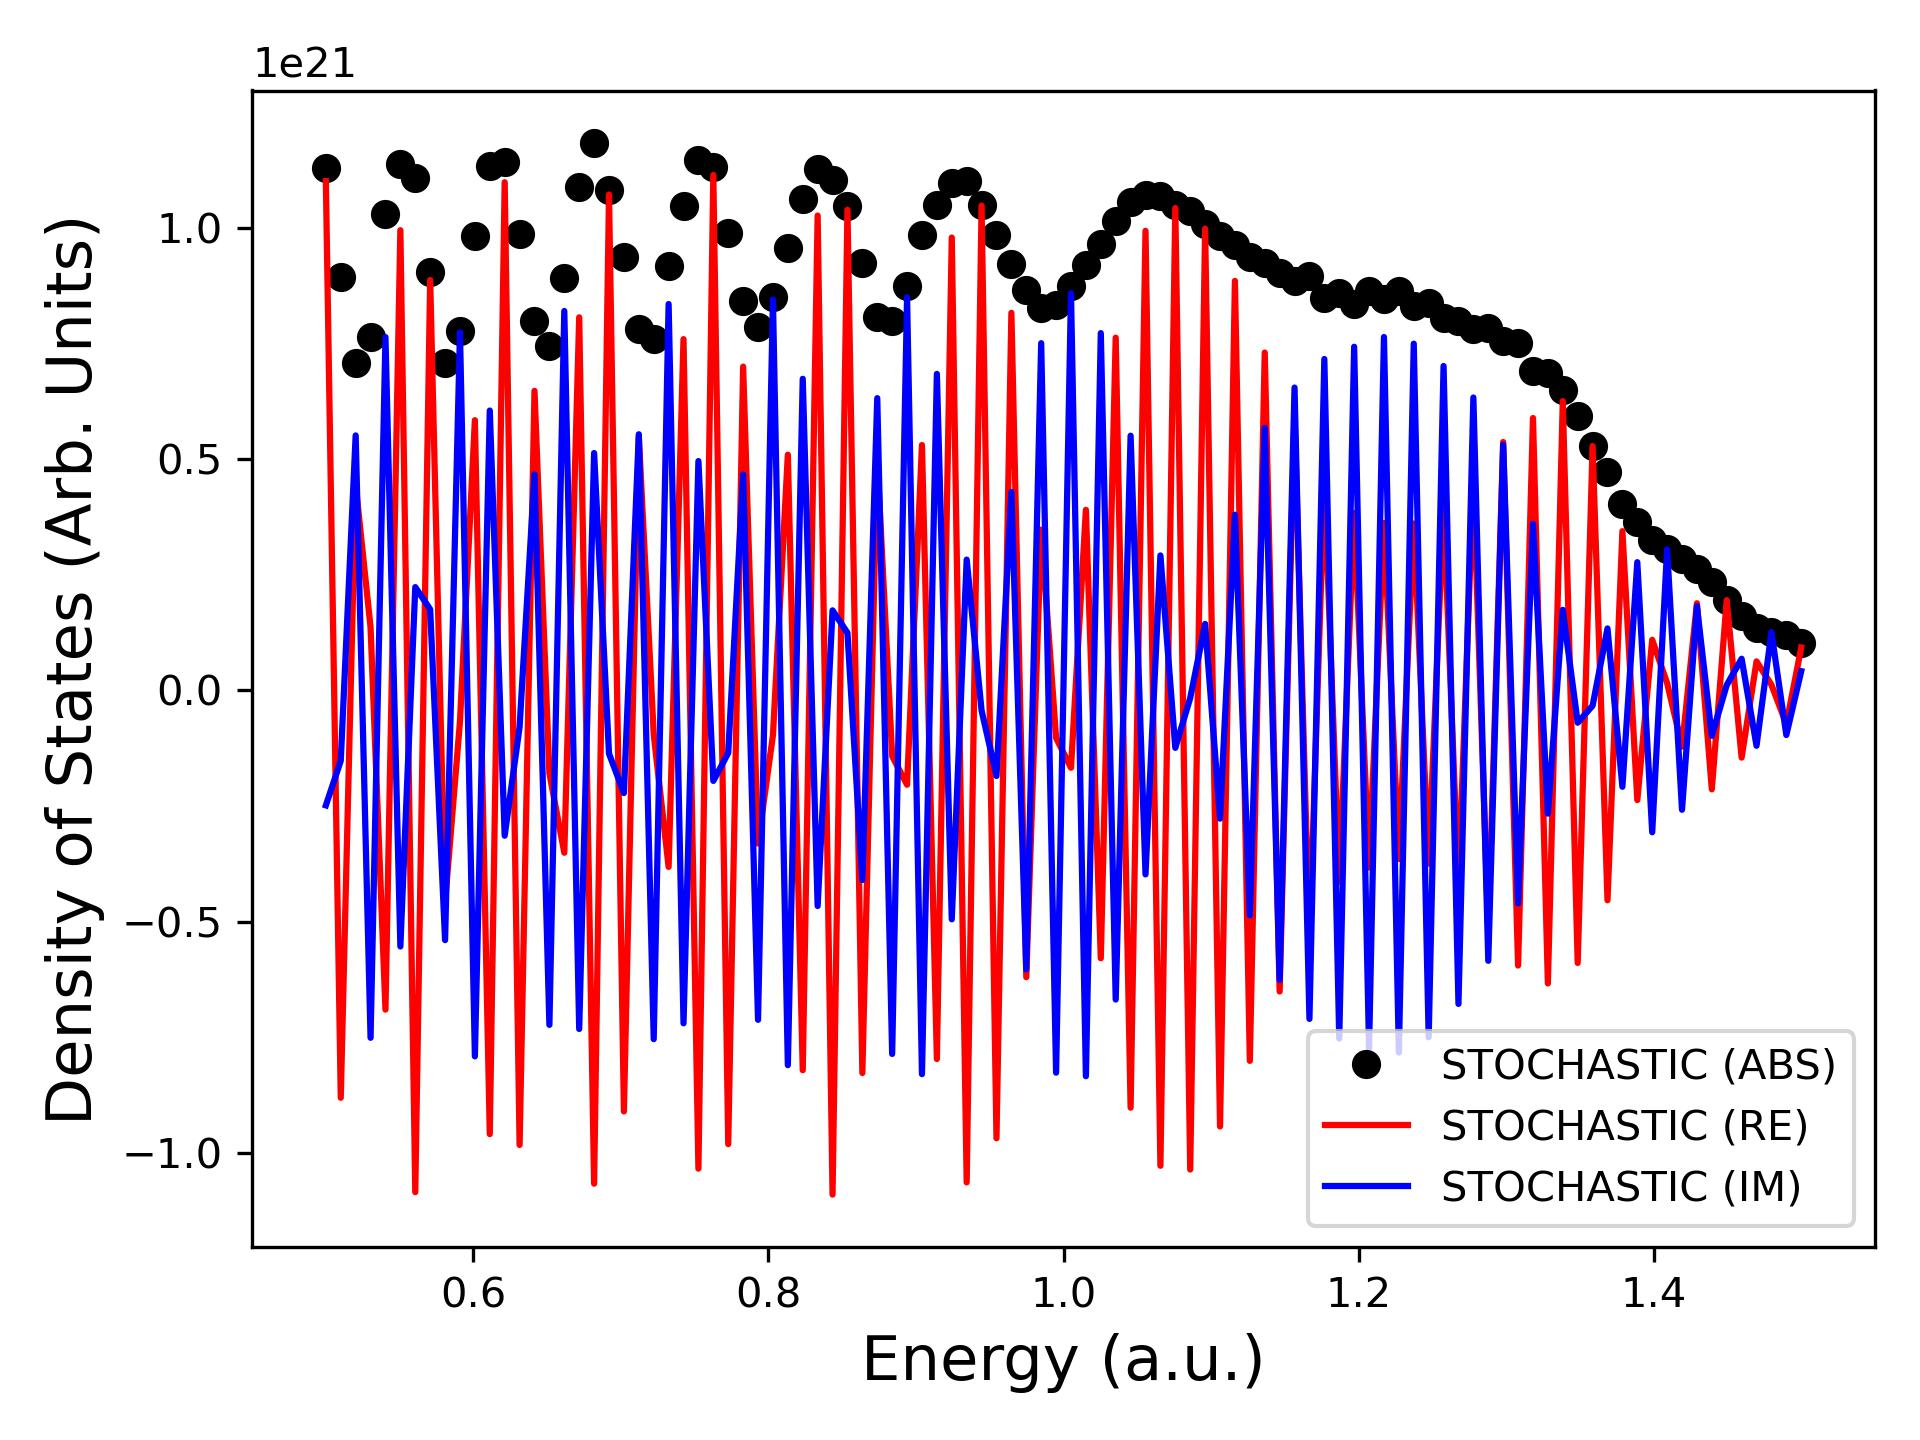 1e21
Density of States (Arb. Units)
1.0
0.5
0.0
−0.5
−1.0
STOCHASTIC (ABS)
STOCHASTIC (RE)
STOCHASTIC (IM)
0.6 0.8 1.0 1.2 1.4
Energy (a.u.)